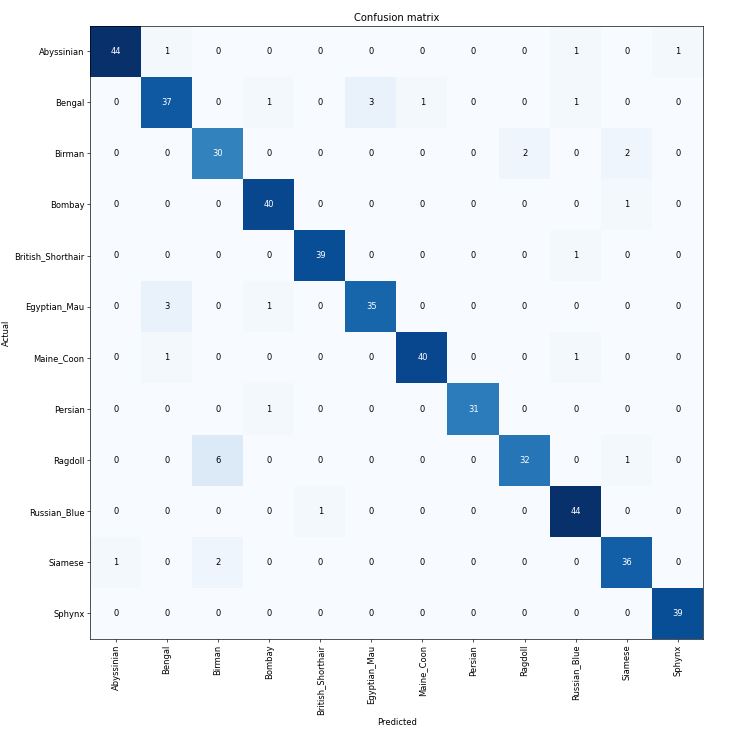 Confusion matrix
Abyssinian 44 1 0 0 0 0 0 0 0 1 0 1
Bengal 0 37 0 1 0 3 1 0 0 1 0 0
Birman 0 0 30 0 0 0 0 0 2 0 2 0
Bombay 0 0 0 40 0 0 0 0 0 0 1 0
British_Shorthair 0 0 0 0 39 0 0 0 0 1 0 0
Egyptian_Mau 0 3 0 1 0 35 0 0 0 0 0 0
Actual
Maine_Coon 0 1 0 0 0 0 40 0 0 1 0 0
Persian 0 0 0 1 0 0 0 31 0 0 0 0
Ragdoll 0 0 6 0 0 0 0 0 32 0 1 0
Russian_Blue 0 0 0 0 1 0 0 0 0 44 0 0
Siamese 1 0 2 0 0 0 0 0 0 0 36 0
Sphynx 0 0 0 0 0 0 0 0 0 0 0 39
Abyssinian Bengal Birman Bombay British_Shorthair Egyptian_Mau Maine_Coon Persian Ragdoll Russian_Blue Siamese Sphynx
Predicted